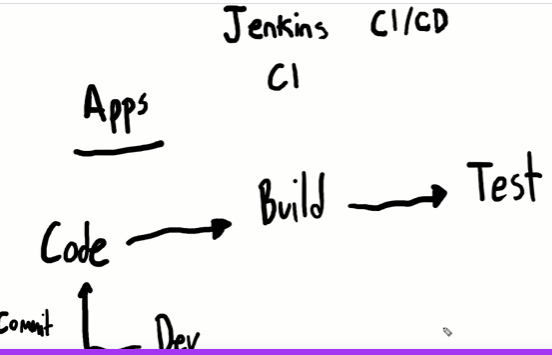 Jenkins CI/CD
CI
Apps
Code Build Test
Commit
Dev